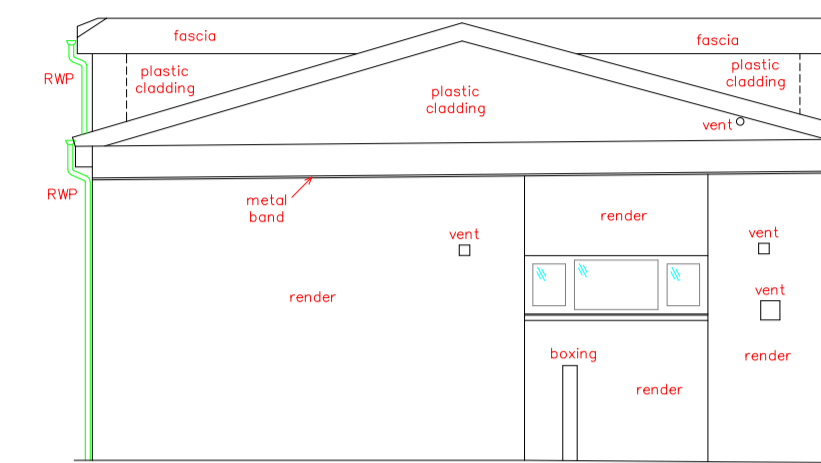 fascia
fascia
RWP
plastic
cladding
plastic
cladding
plastic
cladding
vent
RWP
metal
band
render
vent
vent
render
vent
boxing
render
render